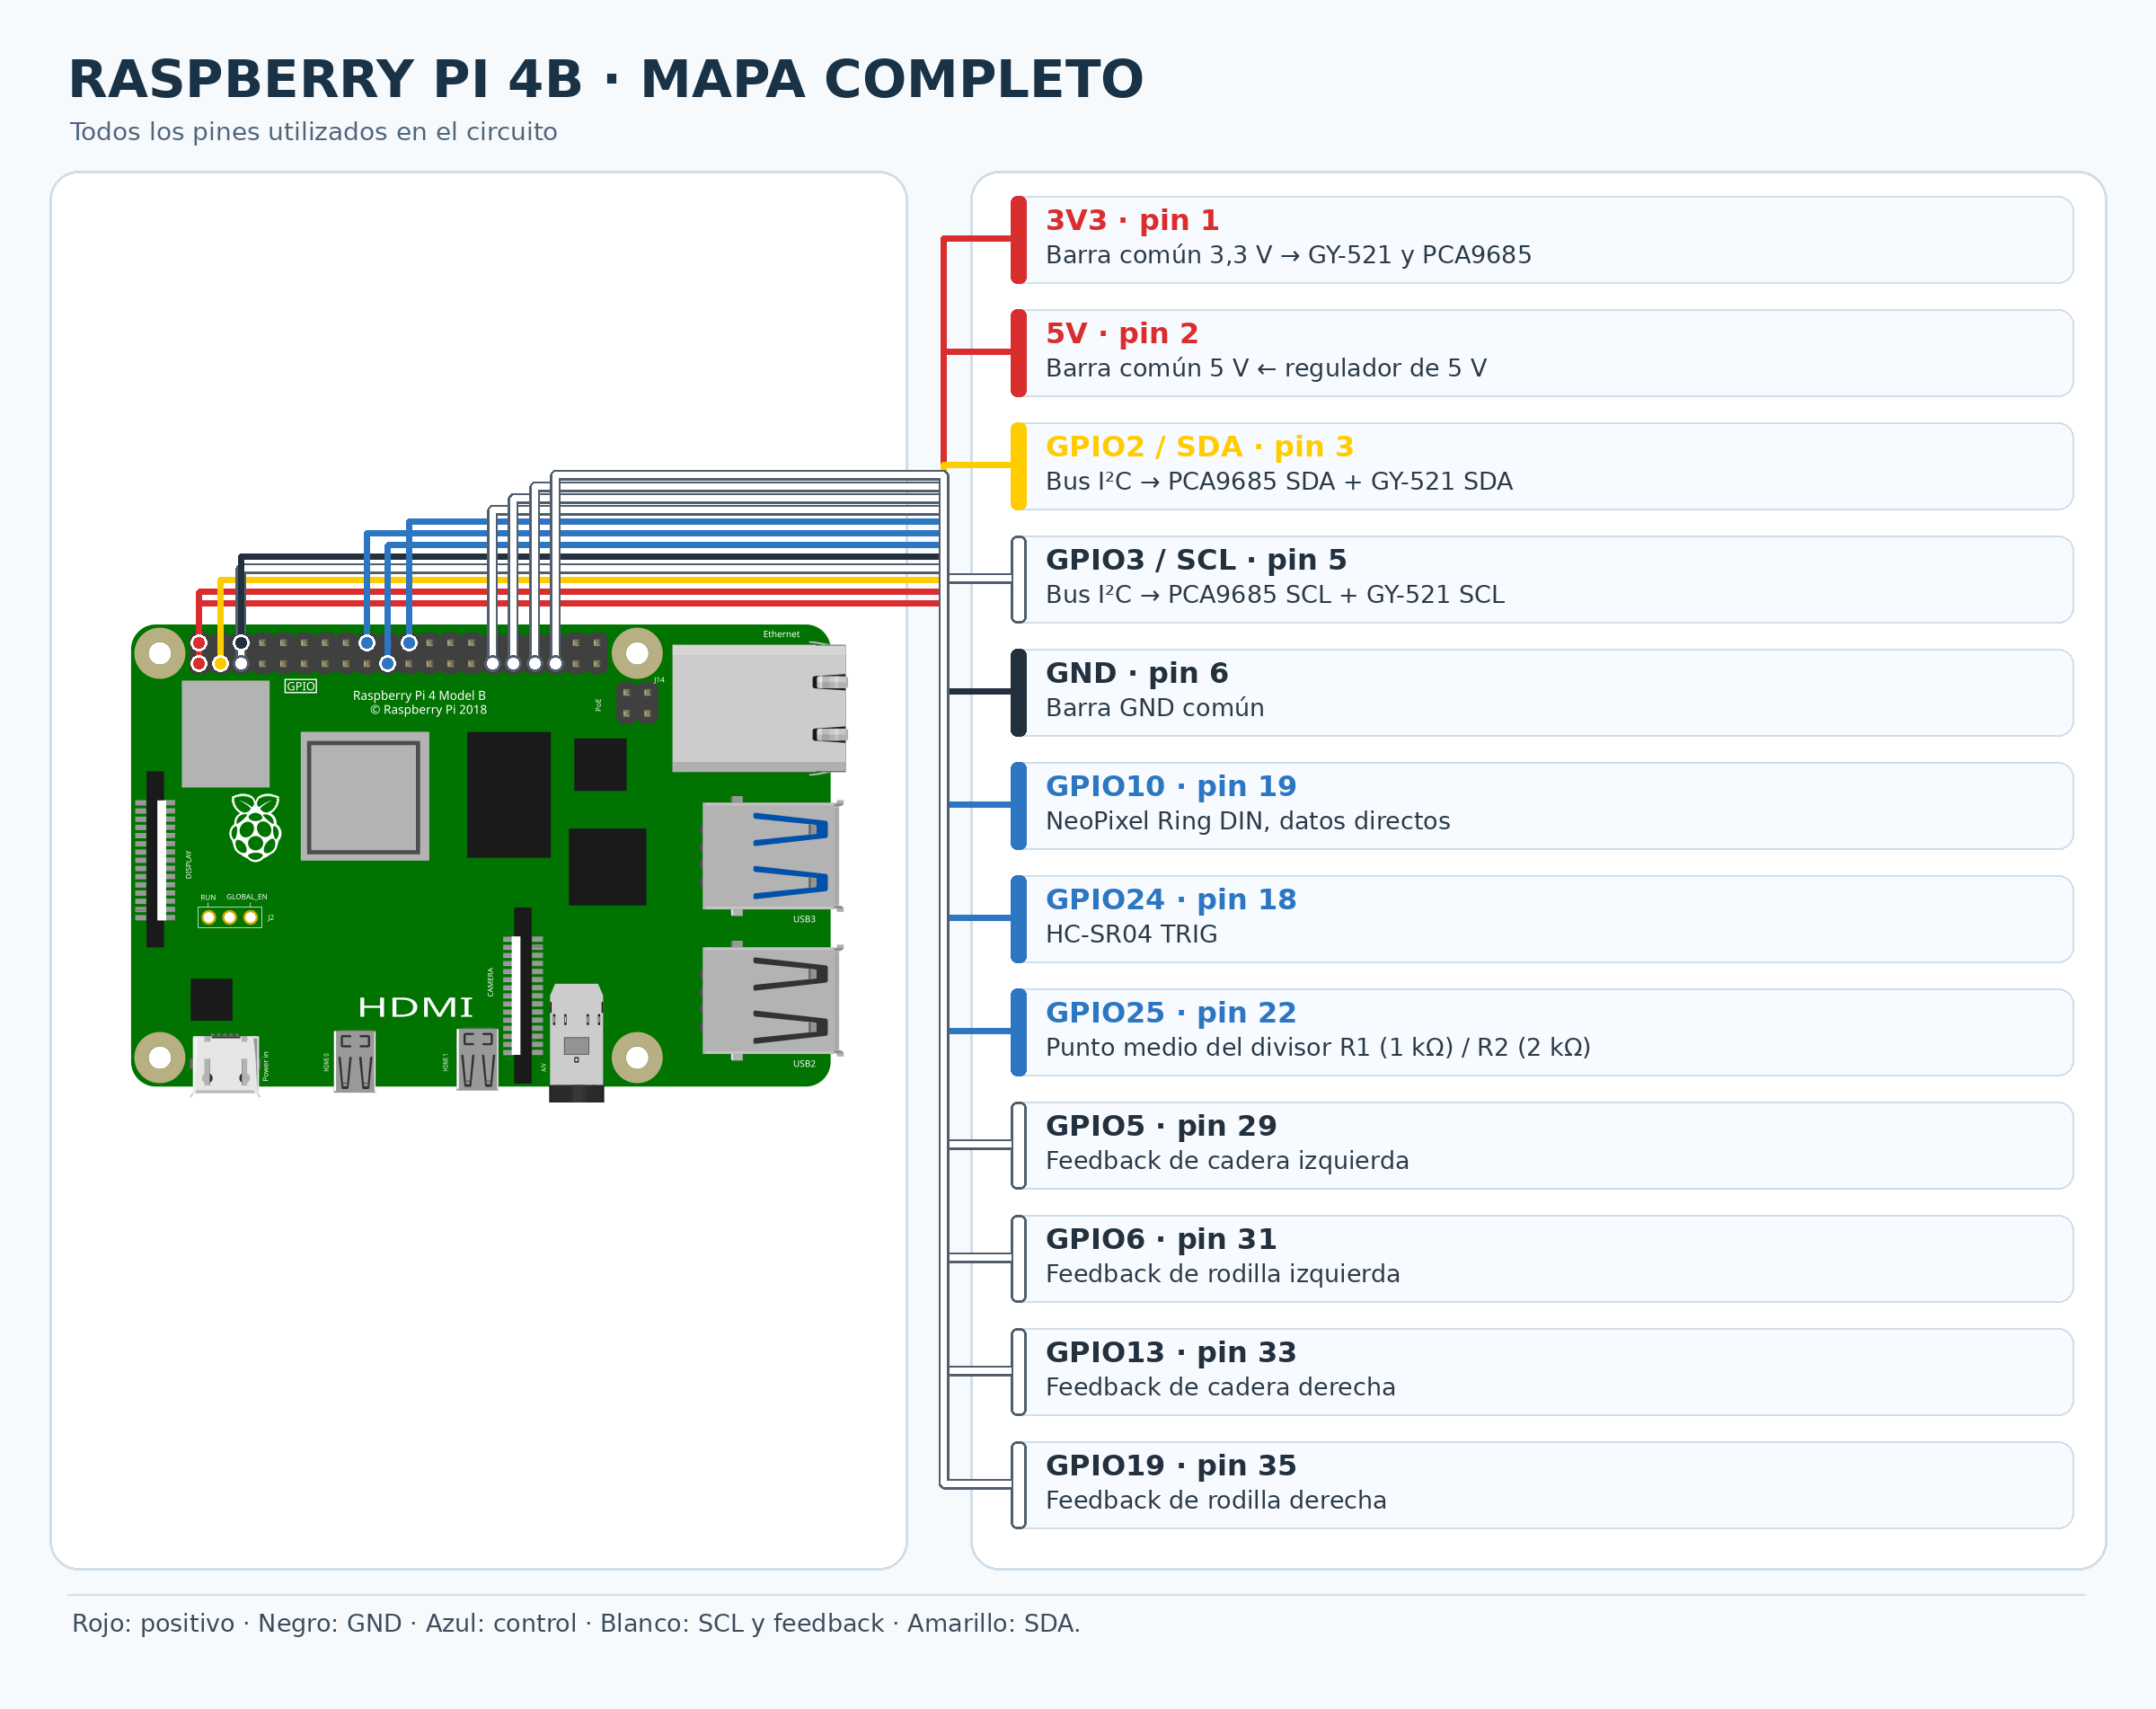 RASPBERRY PI 4B · MAPA COMPLETO
Todos los pines utilizados en el circuito
3V3 · pin 1
Barra común 3,3 V → GY-521 y PCA9685
5V · pin 2
Barra común 5 V ← regulador de 5 V
GPIO2 / SDA · pin 3
Bus I²C → PCA9685 SDA + GY-521 SDA
GPIO3 / SCL · pin 5
Bus I²C → PCA9685 SCL + GY-521 SCL
GND · pin 6
Barra GND común
GPIO10 · pin 19
NeoPixel Ring DIN, datos directos
GPIO24 · pin 18
HC-SR04 TRIG
GPIO25 · pin 22
Punto medio del divisor R1 (1 kΩ) / R2 (2 kΩ)
GPIO5 · pin 29
Feedback de cadera izquierda
GPIO6 · pin 31
Feedback de rodilla izquierda
GPIO13 · pin 33
Feedback de cadera derecha
GPIO19 · pin 35
Feedback de rodilla derecha
Ethernet
GPIO
J14
Raspberry Pi 4 Model B
© Raspberry Pi 2018
PoE
DISPLAY
RUN
GLOBAL_EN
J2
USB3
CAMERA
HDMI
Power in
HDMI0
HDMI1
A/V
USB2
Rojo: positivo · Negro: GND · Azul: control · Blanco: SCL y feedback · Amarillo: SDA.